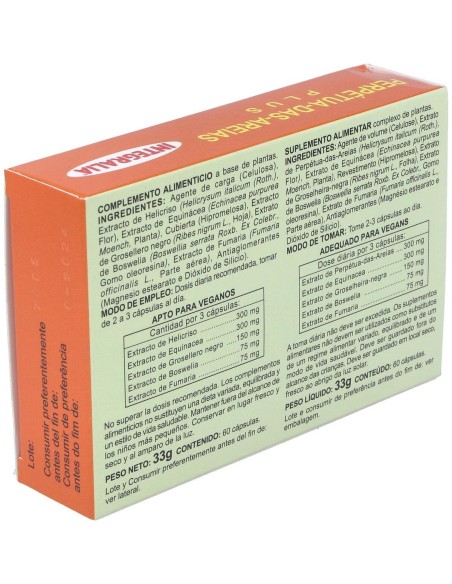 PERPÉTUA-DAS-AREIAS
PLUS
INTEGRALIA
COMPLEMENTO ALIMENTICIO a base de plantas.
INGREDIENTES: Agente de carga (Celulosa),
Extracto de Helicriso (Helicrysum italicum (Roth.),
Flor), Extracto de Equinácea (Echinacea purpurea
Moench, Planta), Cubierta (Hipromelosa), Extracto
de Grosellero negro (Ribes nigrum L., Hoja), Extracto
de Boswellia (Boswellia serrata Roxb. Ex Colebr.,
Gomo oleoresina), Extracto de Fumaria (Fumaria
officinalis L., Parte aérea), Antiaglomerantes
(Magnesio estearato e Dióxido de Silicio).
MODO DE EMPLEO: Dosis diaria recomendada, tomar
de 2 a 3 cápsulas al día.
APTO PARA VEGANOS
Cantidad por 3 cápsulas:
Extracto de Helicriso 300 mg
Extracto de Equinácea 300 mg
Extracto de Grosellero negro 150 mg
Extracto de Boswellia 75 mg
Extracto de Fumaria 75 mg
No superar la dosis recomendada. Los complementos
alimenticios no sustituyen una dieta variada, equilibrada y
un estilo de vida saludable. Mantener fuera del alcance de
los niños más pequeños. Conservar en lugar fresco y
seco y al amparo de la luz.
PESO NETO: 33g CONTENIDO: 60 cápsulas.
Lote y Consumir preferentemente antes del fin de:
ver lateral.
SUPLEMENTO ALIMENTAR complexo de plantas.
INGREDIENTES: Agente de volume (Celulose), Extrato
de Perpétua-das-Areias (Helicrysum italicum (Roth.),
Flor), Extrato de Equinácea (Echinacea purpurea
Moench, Planta), Revestimento (Hipromelosa), Extrato
de Groselheira-negra (Ribes nigrum L., Folha), Extrato
de Boswellia (Boswellia serrata Roxb. Ex Colebr., Gomo
oleoresina), Extrato de Fumaria (Fumaria officinalis L.,
Parte aérea), Antiaglomerantes (Magnésio estearato e
Dióxido de Silício).
MODO DE TOMAR: Tome 2-3 cápsulas ao dia.
ADEQUADO PARA VEGANOS
Dose diária por 3 cápsulas:
Extrato de Perpétua-das-Areias 300 mg
Extrato de Equinacea 300 mg
Extrato de Groselheira-negra 150 mg
Extrato de Boswellia 75 mg
Extrato de Fumaria 75 mg
A toma diária não deve ser excedida. Os suplementos
alimentares não devem ser utilizados como substitutos
de um regime alimentar variado, equilibrado e de um
modo de vida saudável. Deve ser guardado fora do
alcance das crianças. Deve ser guardado em local seco,
fresco ao abrigo da luz solar.
PESO LÍQUIDO: 33g CONTEÚDO: 60 cápsulas.
Lote e consumir de preferência antes do fim de: ver
embalagem.
Lote:
Consumir preferentemente
antes del fin de:
Consumir de preferência
antes do fim de: